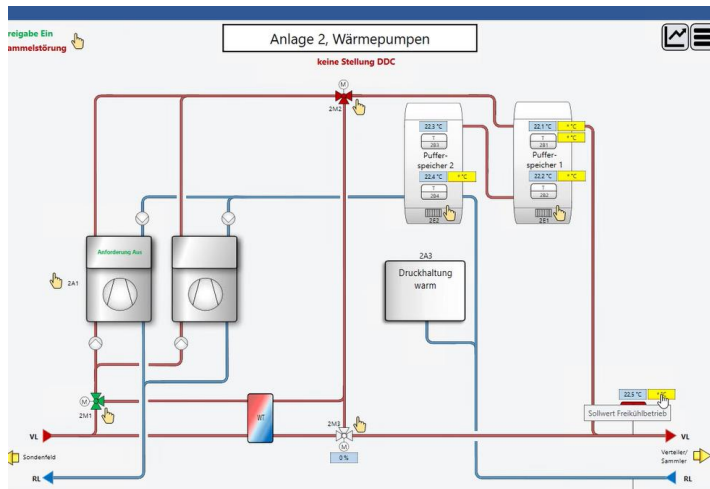 reigabe Ein
ammelstörung
Anlage 2, Wärmepumpen
keine Stellung DDC
M
2M2
22,3 °C
* °C
T
2B3
Puffer-
speicher 2
22,4 °C
* °C
T
2B4
2E2
22,1 °C
* °C
* °C
T
2B1
Puffer-
speicher 1
22,2 °C
* °C
T
2B2
2E1
Anforderung Aus
2A1
2A3
Druckhaltung
warm
M
2M1
WT
2M3
M
0 %
22,5 °C
Sollwert Freikühlbetrieb
VL
VL
Sondenfeld
Verteiler/
Sammler
RL
RL